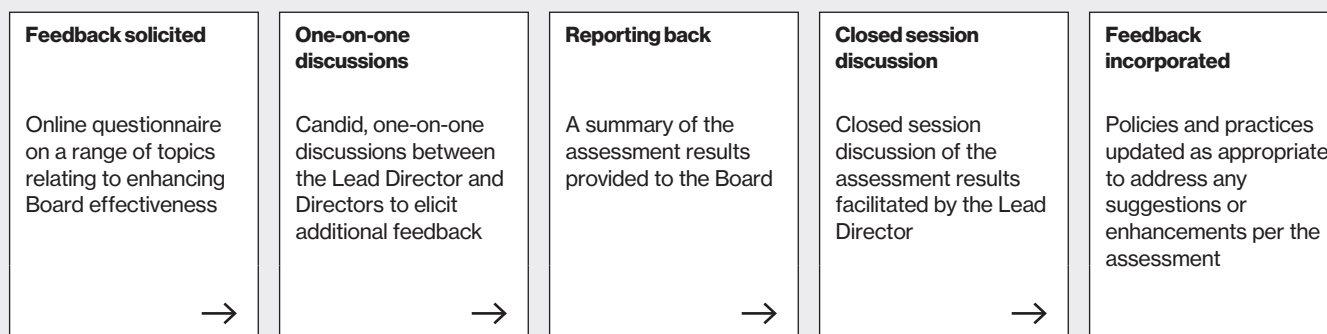 Feedback solicited
Online questionnaire
on a range of topics
relating to enhancing
Board effectiveness
One-on-one
discussions
Candid, one-on-one
discussions between
the Lead Director and
Directors to elicit
additional feedback
Reporting back
A summary of the
assessment results
provided to the Board
Closed session
discussion
Closed session
discussion of the
assessment results
facilitated by the Lead
Director
Feedback
incorporated
Policies and practices
updated as appropriate
to address any
suggestions or
enhancements per the
assessment